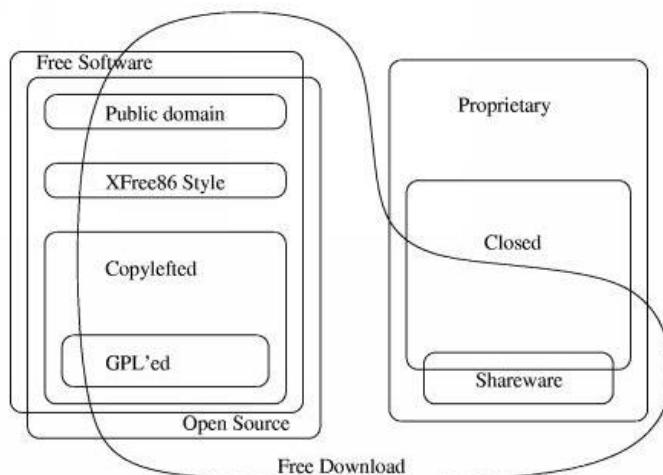 Free Software
Public domain
XFree86 Style
Copylefted
GPL'ed
Open Source
Proprietary
Closed
Shareware
Free Download